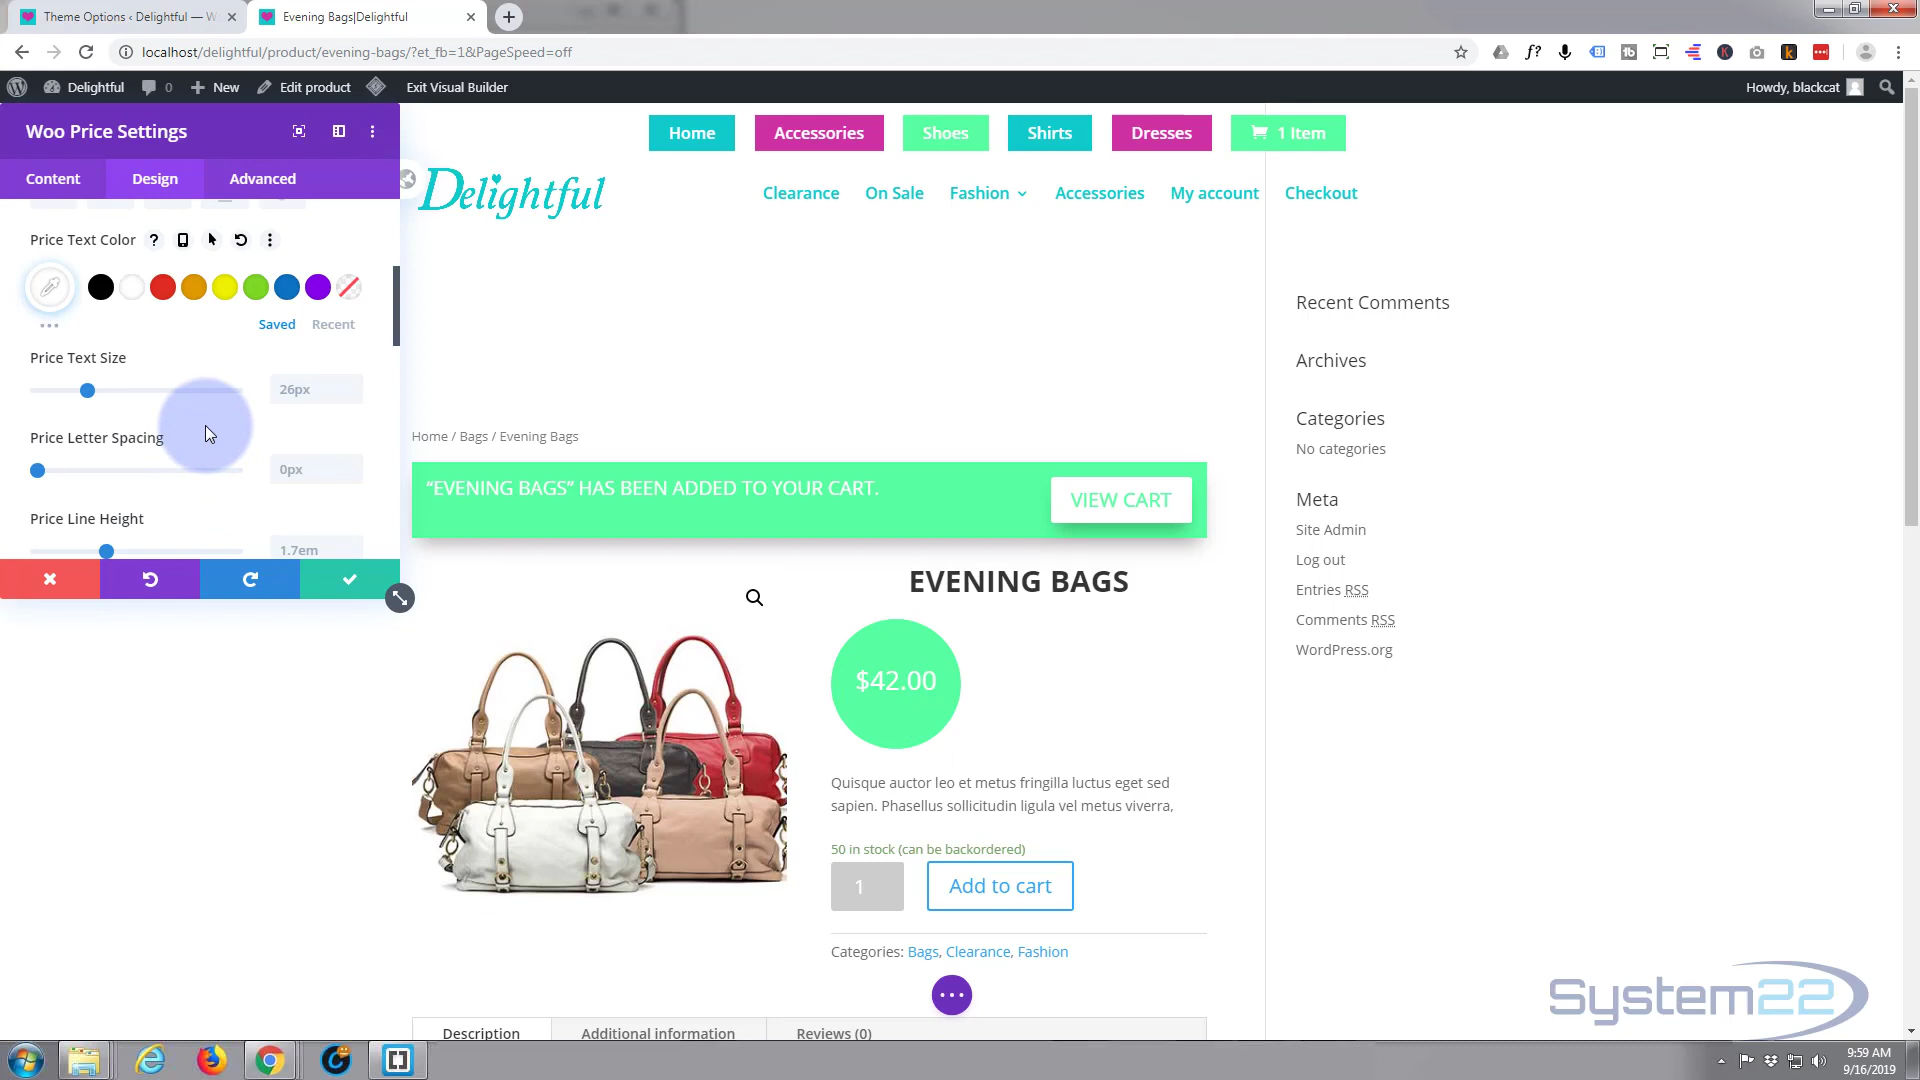 Theme Options ‹ Delightful — W
Evening Bags|Delightful
localhost/delightful/product/evening-bags/?et_fb=1&PageSpeed=off
Delightful
0
New
Edit product
Exit Visual Builder
Howdy, blackcat
Woo Price Settings
Content
Design
Advanced
Price Text Color
Saved
Recent
Price Text Size
26px
Price Letter Spacing
0px
Price Line Height
1.7em
Home
Accessories
Shoes
Shirts
Dresses
1 Item
Delightful
Clearance
On Sale
Fashion
Accessories
My account
Checkout
Home / Bags / Evening Bags
“EVENING BAGS” HAS BEEN ADDED TO YOUR CART.
VIEW CART
EVENING BAGS
$42.00
Quisque auctor leo et metus fringilla luctus eget sed
sapien. Phasellus sollicitudin ligula vel metus viverra,
50 in stock (can be backordered)
1
Add to cart
Categories: Bags, Clearance, Fashion
Description
Additional information
Reviews (0)
Recent Comments
Archives
Categories
No categories
Meta
Site Admin
Log out
Entries RSS
Comments RSS
WordPress.org
System22
9:59 AM
9/16/2019